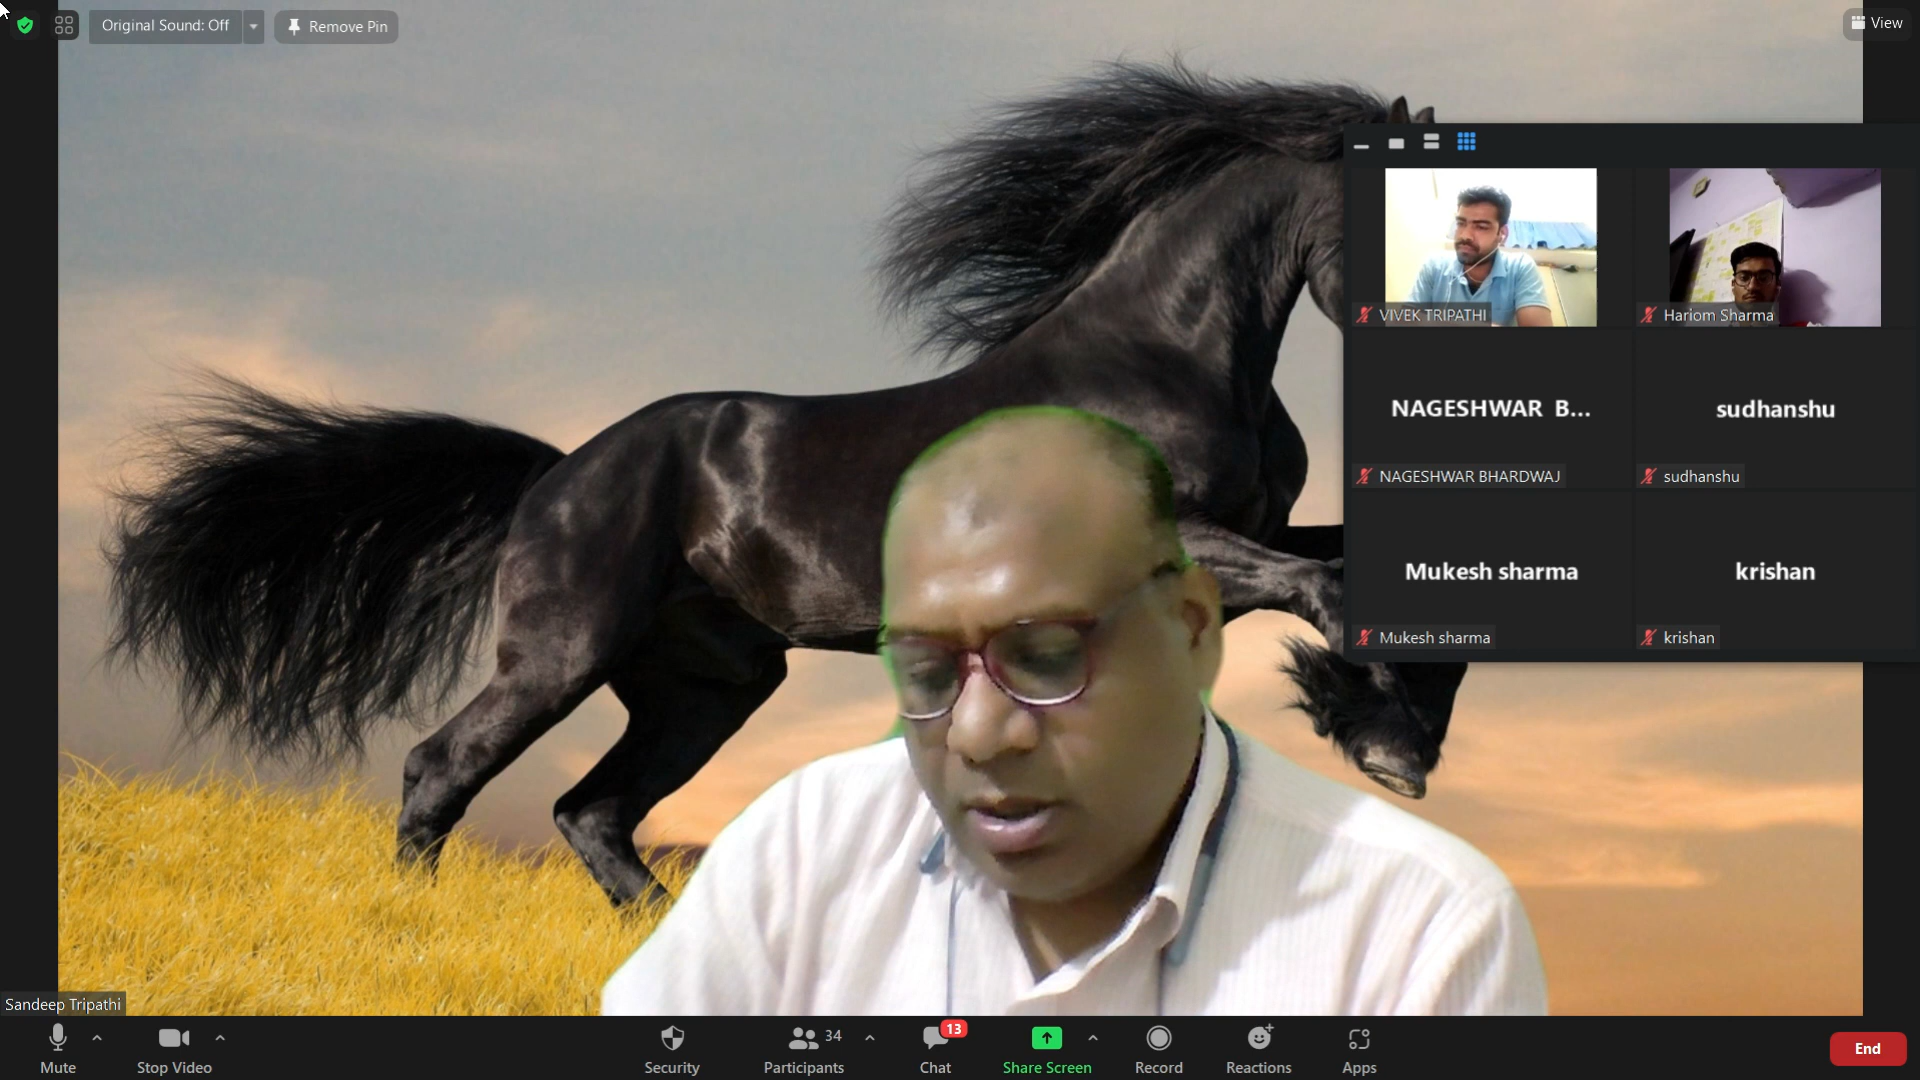 Original Sound: Off
Remove Pin
View
VIVEK TRIPATHI
Hariom Sharma
NAGESHWAR B...
sudhanshu
NAGESHWAR BHARDWAJ
sudhanshu
Mukesh sharma
krishan
Mukesh sharma
krishan
Sandeep Tripathi
Mute
Stop Video
Security
34
Participants
13
Chat
Share Screen
Record
Reactions
Apps
End